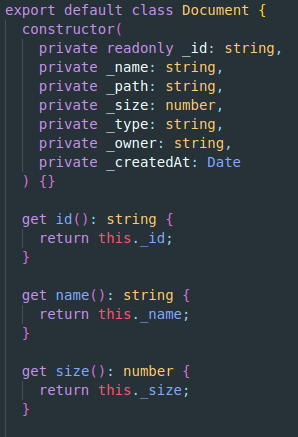 export default class Document {
constructor(
private readonly _id: string,
private _name: string,
private _path: string,
private _size: number,
private _type: string,
private _owner: string,
private _createdAt: Date
) {}
get id(): string {
return this._id;
}
get name(): string {
return this._name;
}
get size(): number {
return this._size;
}